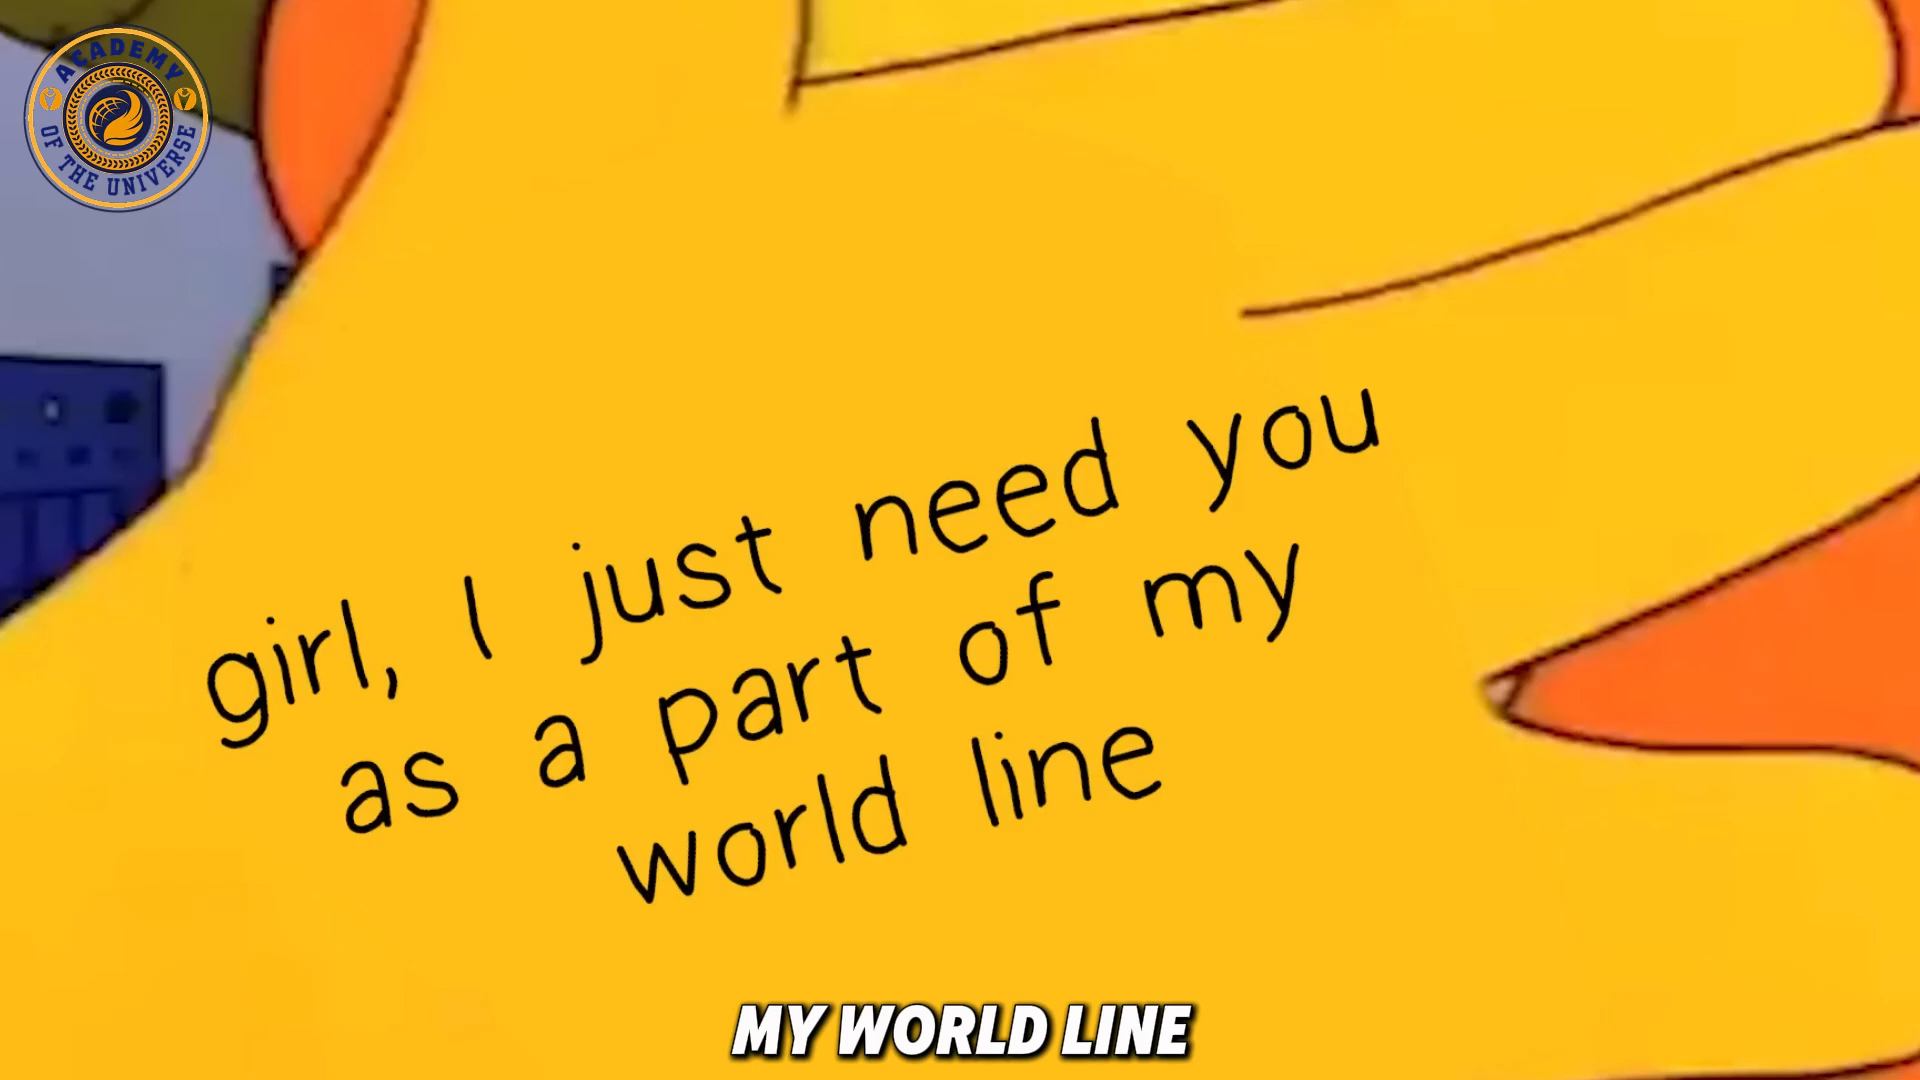 ACADEMY
OF THE UNIVERSE
girl, I just need you
as a part of my
world line
MY WORLD LINE